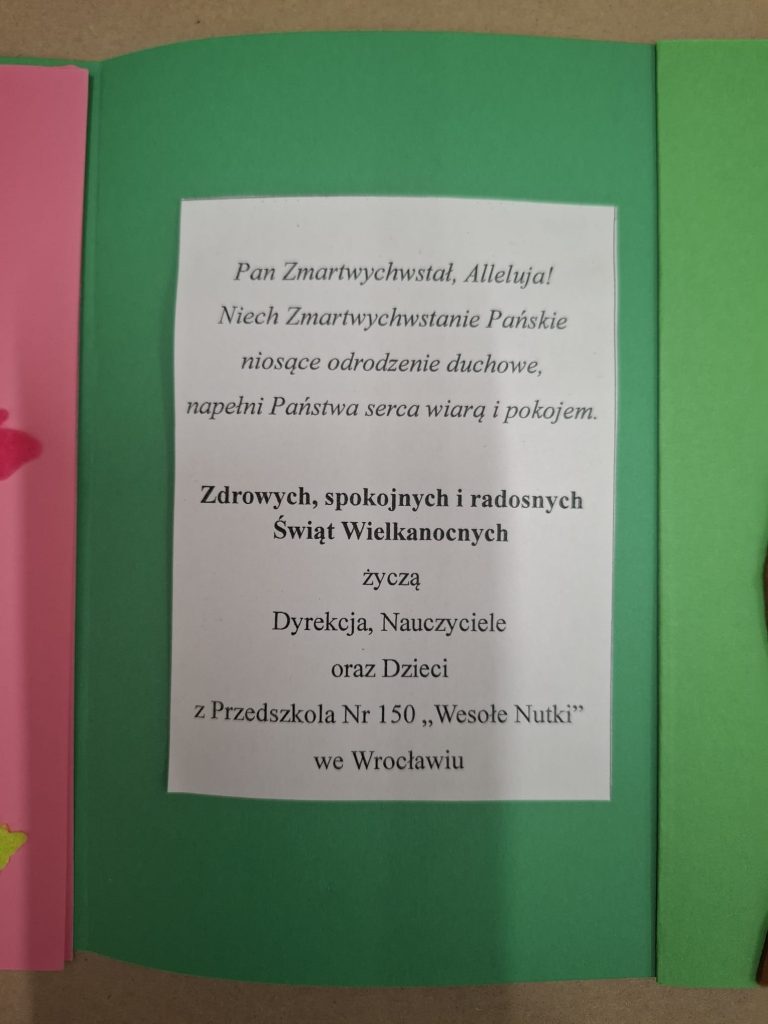 Pan Zmartwychwstał, Alleluja!
Niech Zmartwychwstanie Pańskie
niosące odrodzenie duchowe,
napełni Państwa serca wiarą i pokojem.
Zdrowych, spokojnych i radosnych
Świąt Wielkanocnych
życzą
Dyrekcja, Nauczyciele
oraz Dzieci
z Przedszkola Nr 150 „Wesołe Nutki”
we Wrocławiu